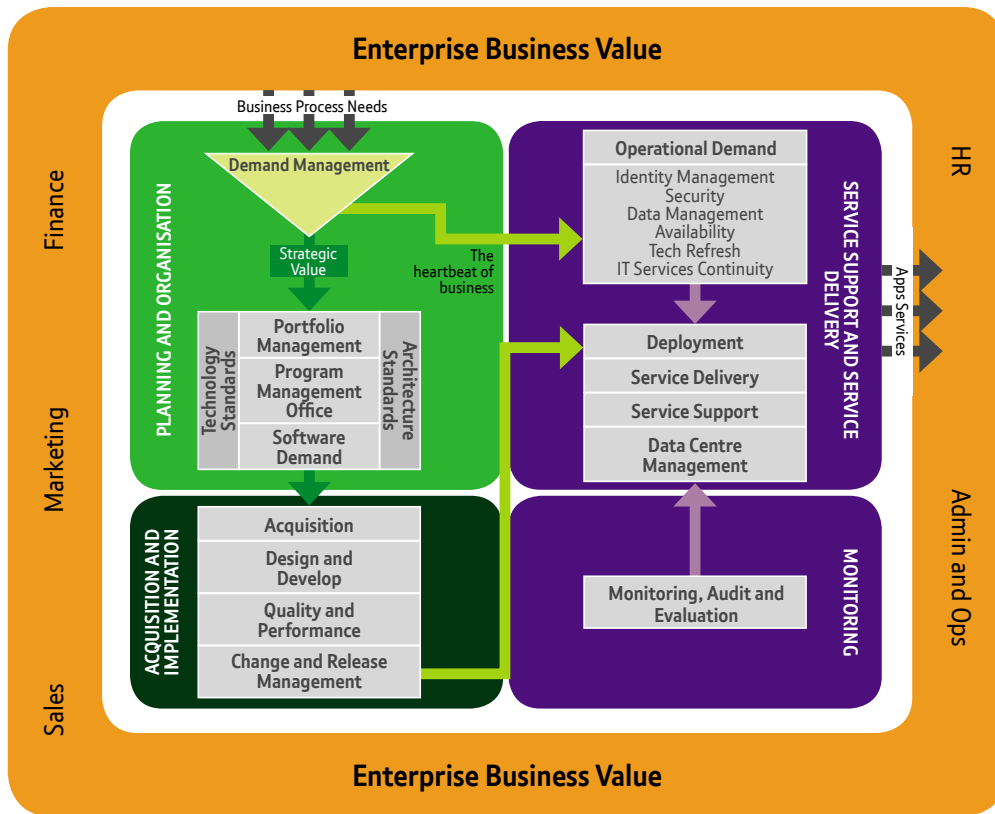 Enterprise Business Value
Business Process Needs
Demand Management
Strategic
Value
The
heartbeat of
business
PLANNING AND ORGANISATION
Technology
Standards
Portfolio
Management
Program
Management
Office
Software
Demand
Architecture
Standards
ACQUISITION AND
IMPLEMENTATION
Acquisition
Design and
Develop
Quality and
Performance
Change and Release
Management
Operational Demand
Identity Management
Security
Data Management
Availability
Tech Refresh
IT Services Continuity
Deployment
Service Delivery
Service Support
Data Centre
Management
SERVICE SUPPORT AND SERVICE
DELIVERY
Apps Services
Monitoring, Audit and
Evaluation
MONITORING
Finance
Marketing
Sales
HR
Admin and Ops
Enterprise Business Value